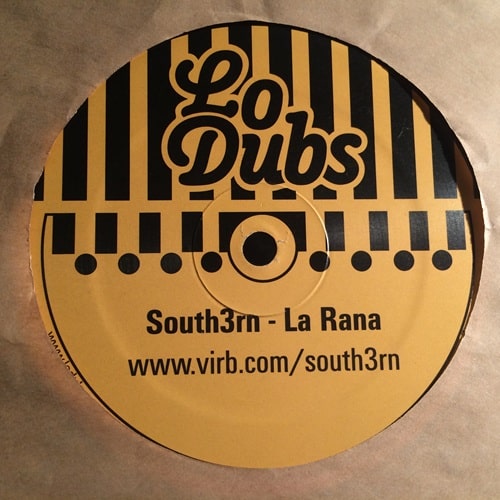 Lo
Dubs
South3rn - La Rana
www.virb.com/south3rn